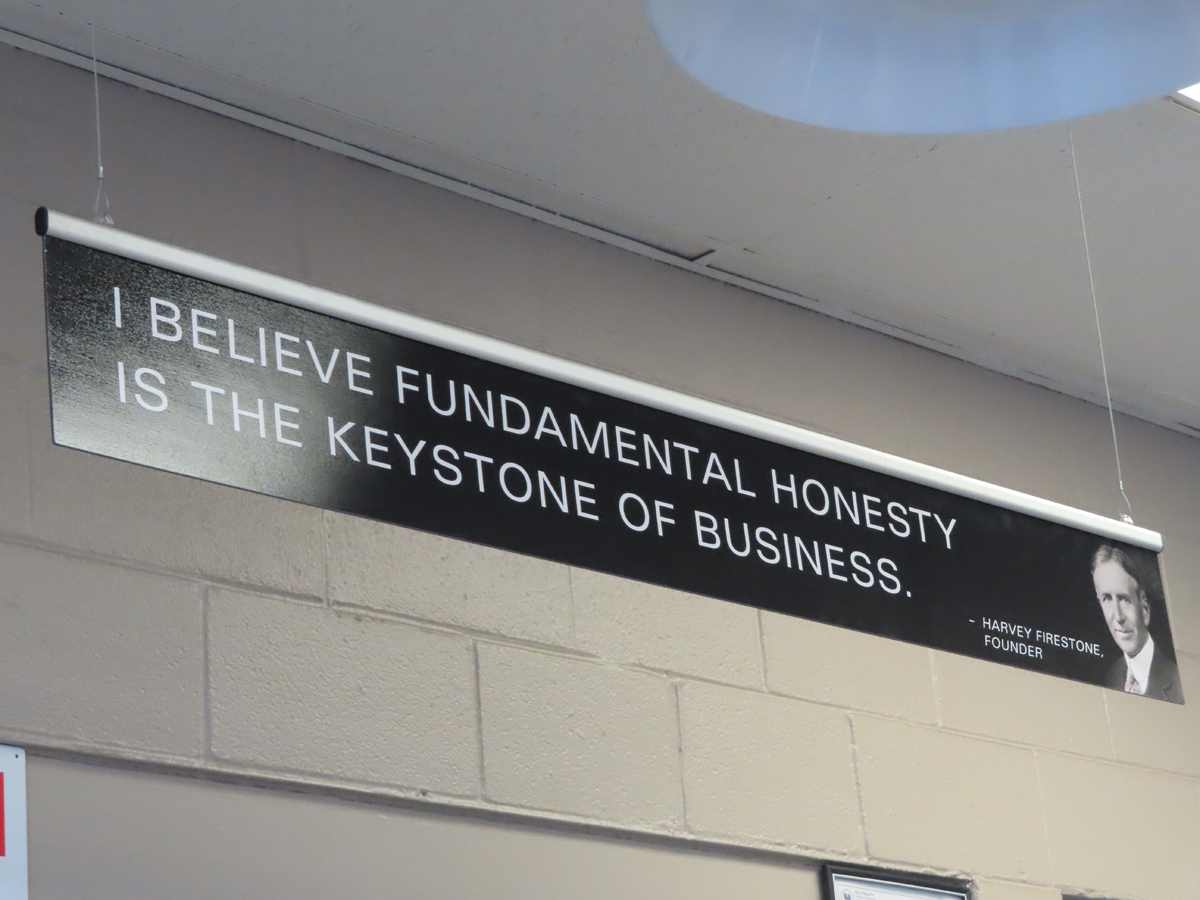 I BELIEVE FUNDAMENTAL HONESTY
IS THE KEYSTONE OF BUSINESS.
- HARVEY FIRESTONE,
FOUNDER